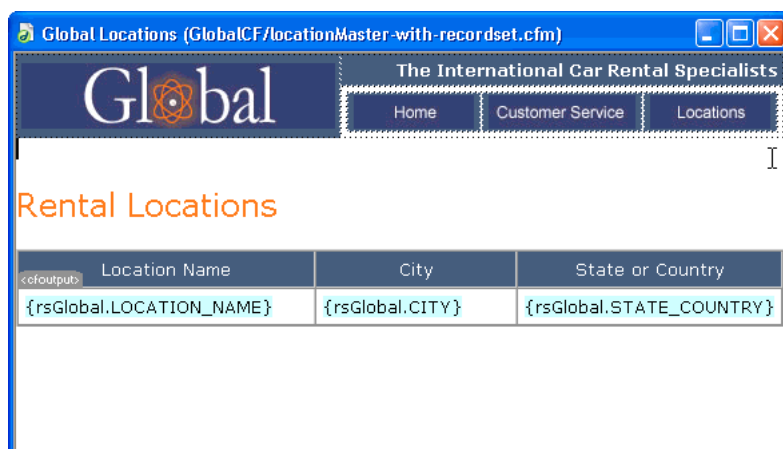 Global Locations (GlobalCF/locationMaster-with-recordset.cfm)
Global
The International Car Rental Specialists
Home Customer Service Locations
Rental Locations
Location Name City State or Country
<cfoutput>
{rsGlobal.LOCATION_NAME} {rsGlobal.CITY} {rsGlobal.STATE_COUNTRY}